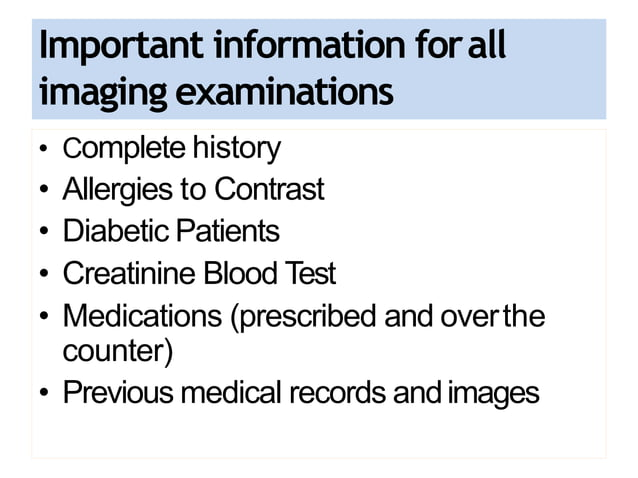 Important information for all
imaging examinations
• Complete history
• Allergies to Contrast
• Diabetic Patients
• Creatinine Blood Test
• Medications (prescribed and over the
counter)
• Previous medical records and images